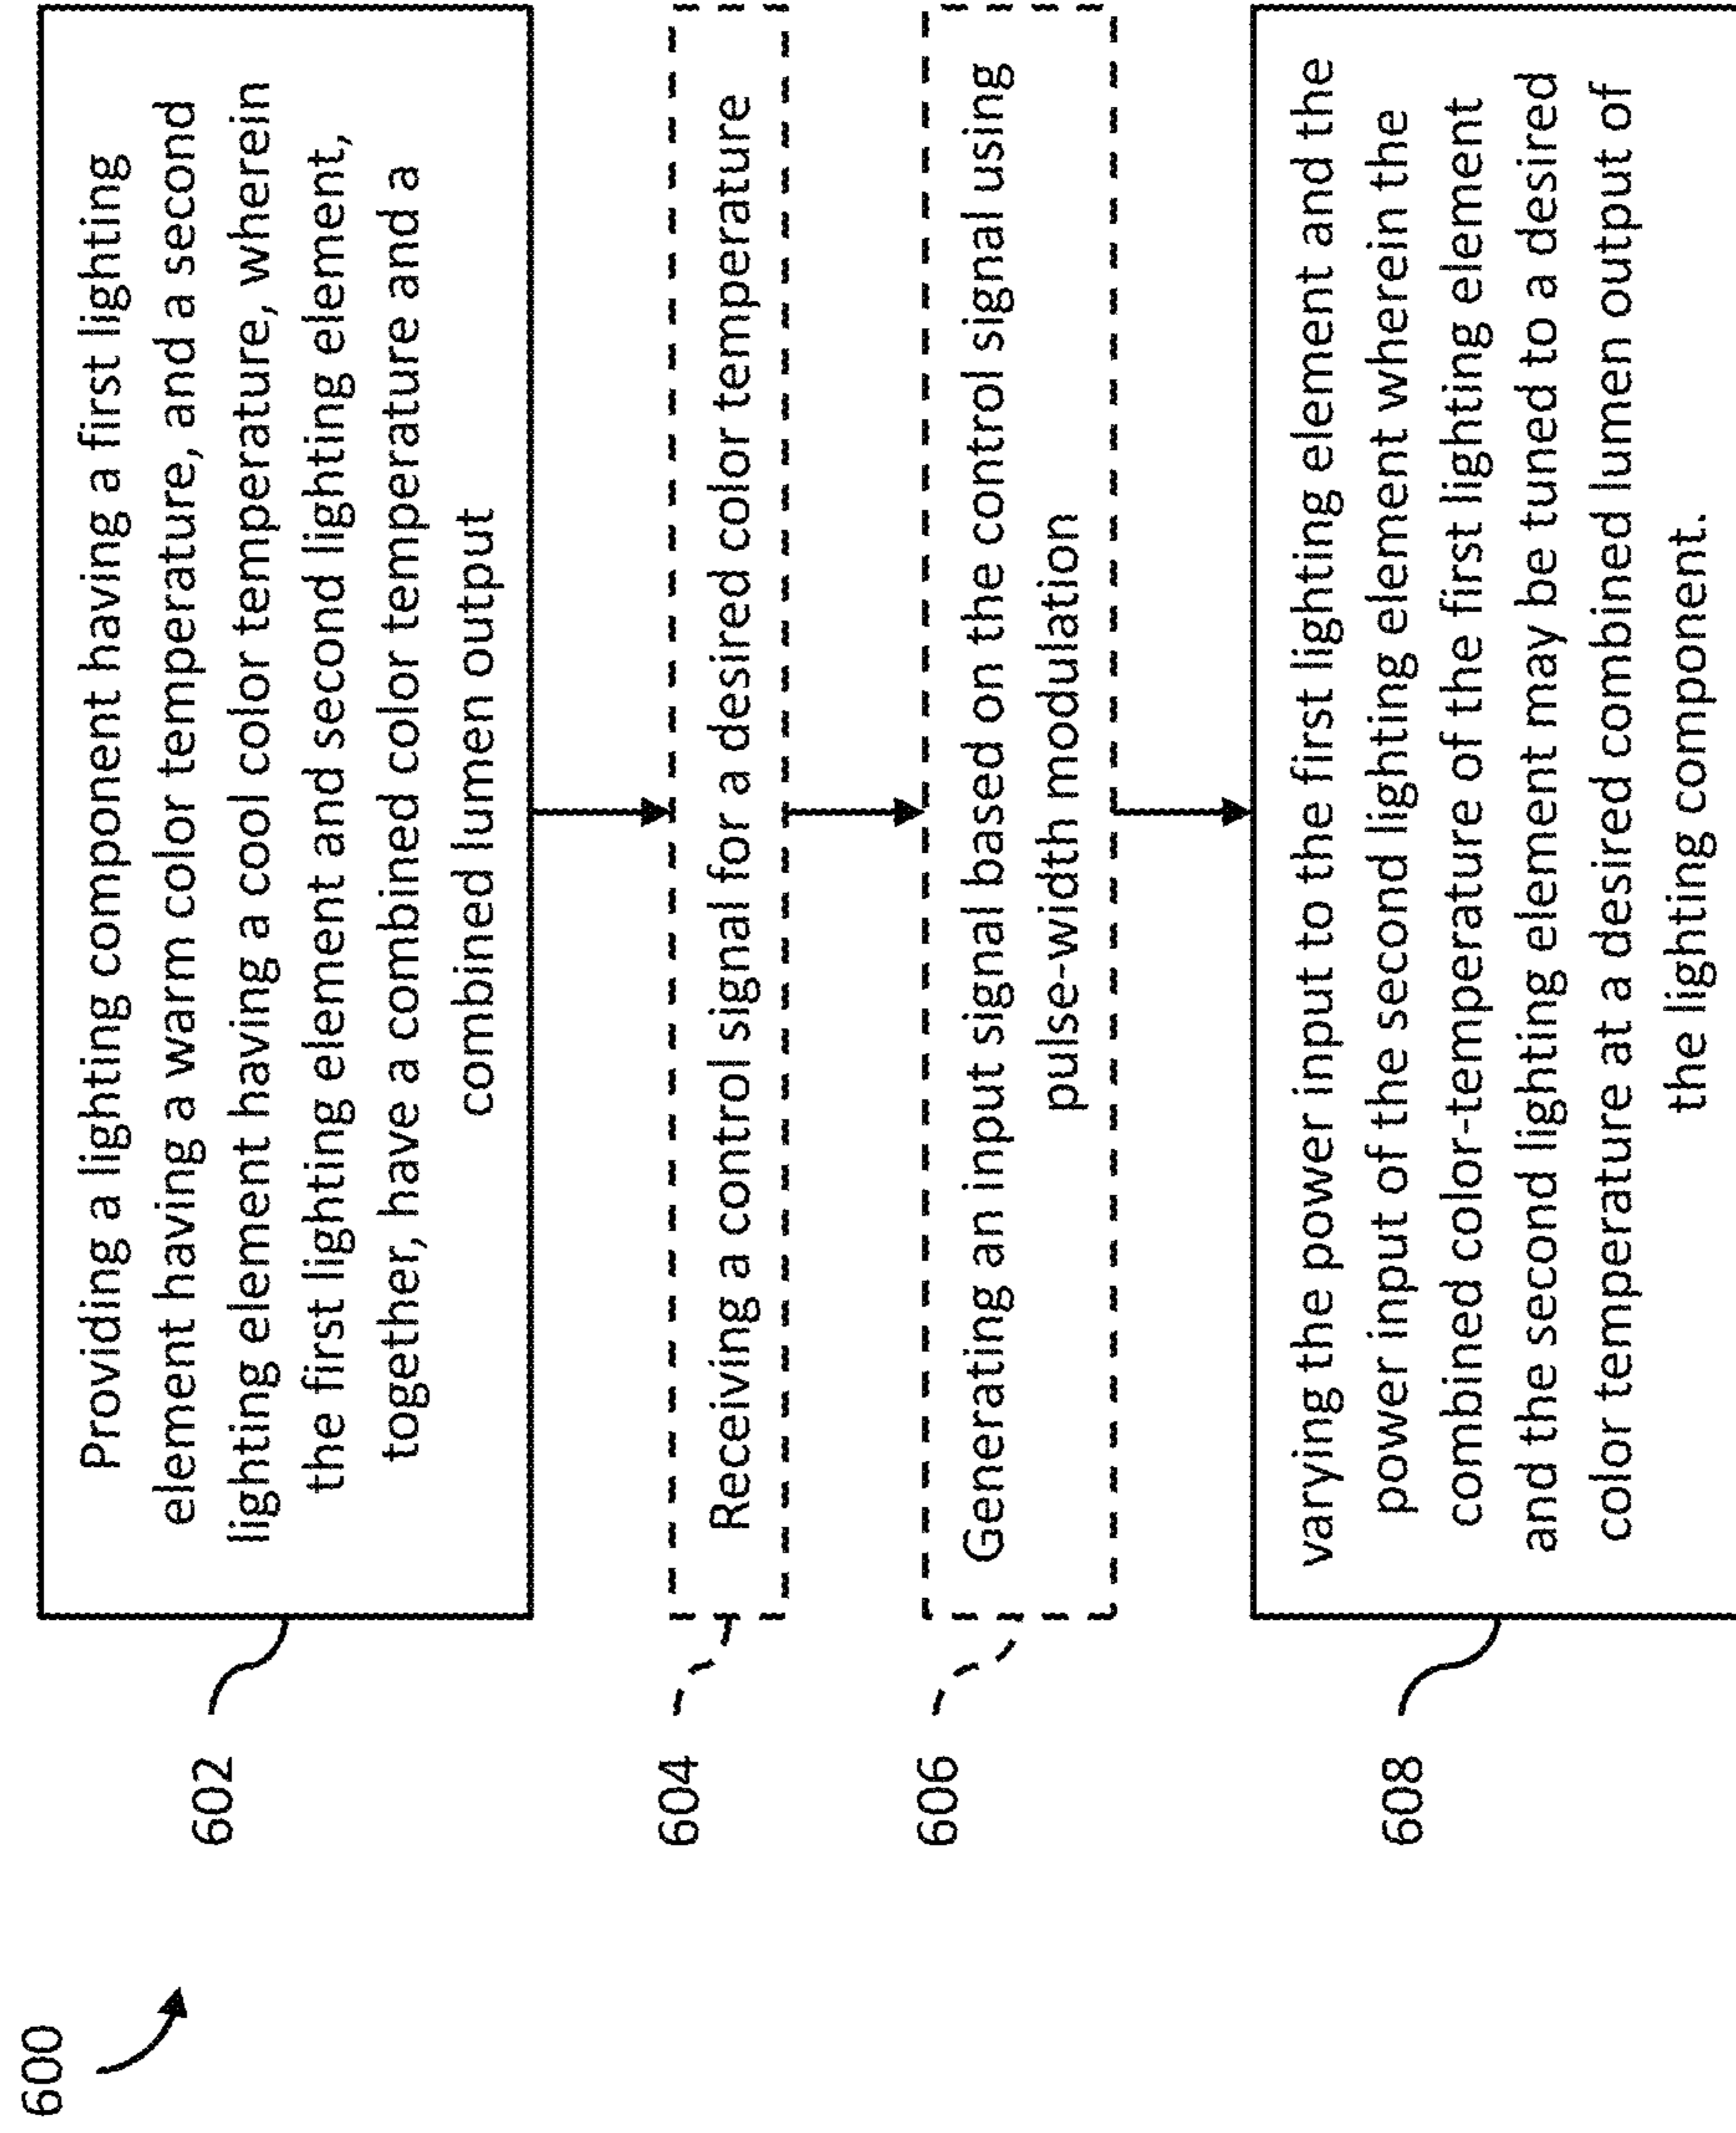 600
602
Providing a lighting component having a first lighting
element having a warm color temperature, and a second
lighting element having a cool color temperature, wherein
the first lighting element and second lighting element,
together, have a combined color temperature and a
combined lumen output
604
Receiving a control signal for a desired color temperature
606
Generating an input signal based on the control signal using
pulse-width modulation
608
varying the power input to the first lighting element and the
power input of the second lighting element wherein the
combined color-temperature of the first lighting element
and the second lighting element may be tuned to a desired
color temperature at a desired combined lumen output of
the lighting component.